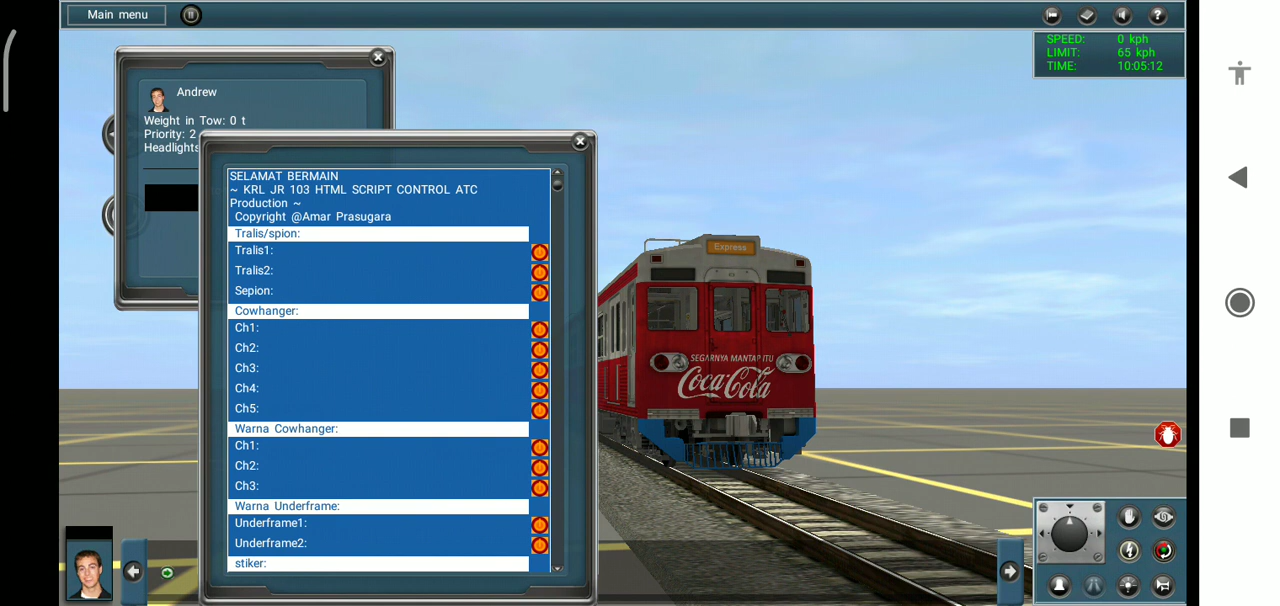 Main menu
SPEED: 0 kph
LIMIT: 65 kph
TIME: 10:05:12
Andrew
Weight in Tow: 0 t
Priority: 2
Headlights
SELAMAT BERMAIN
~ KRL JR 103 HTML SCRIPT CONTROL ATC
Production ~
Copyright @Amar Prasugara
Tralis/spion:
Tralis1:
Tralis2:
Sepion:
Cowhanger:
Ch1:
Ch2:
Ch3:
Ch4:
Ch5:
Warna Cowhanger:
Ch1:
Ch2:
Ch3:
Warna Underframe:
Underframe1:
Underframe2:
stiker:
Express
SEGARNYA MANTAP ITU
Coca-Cola